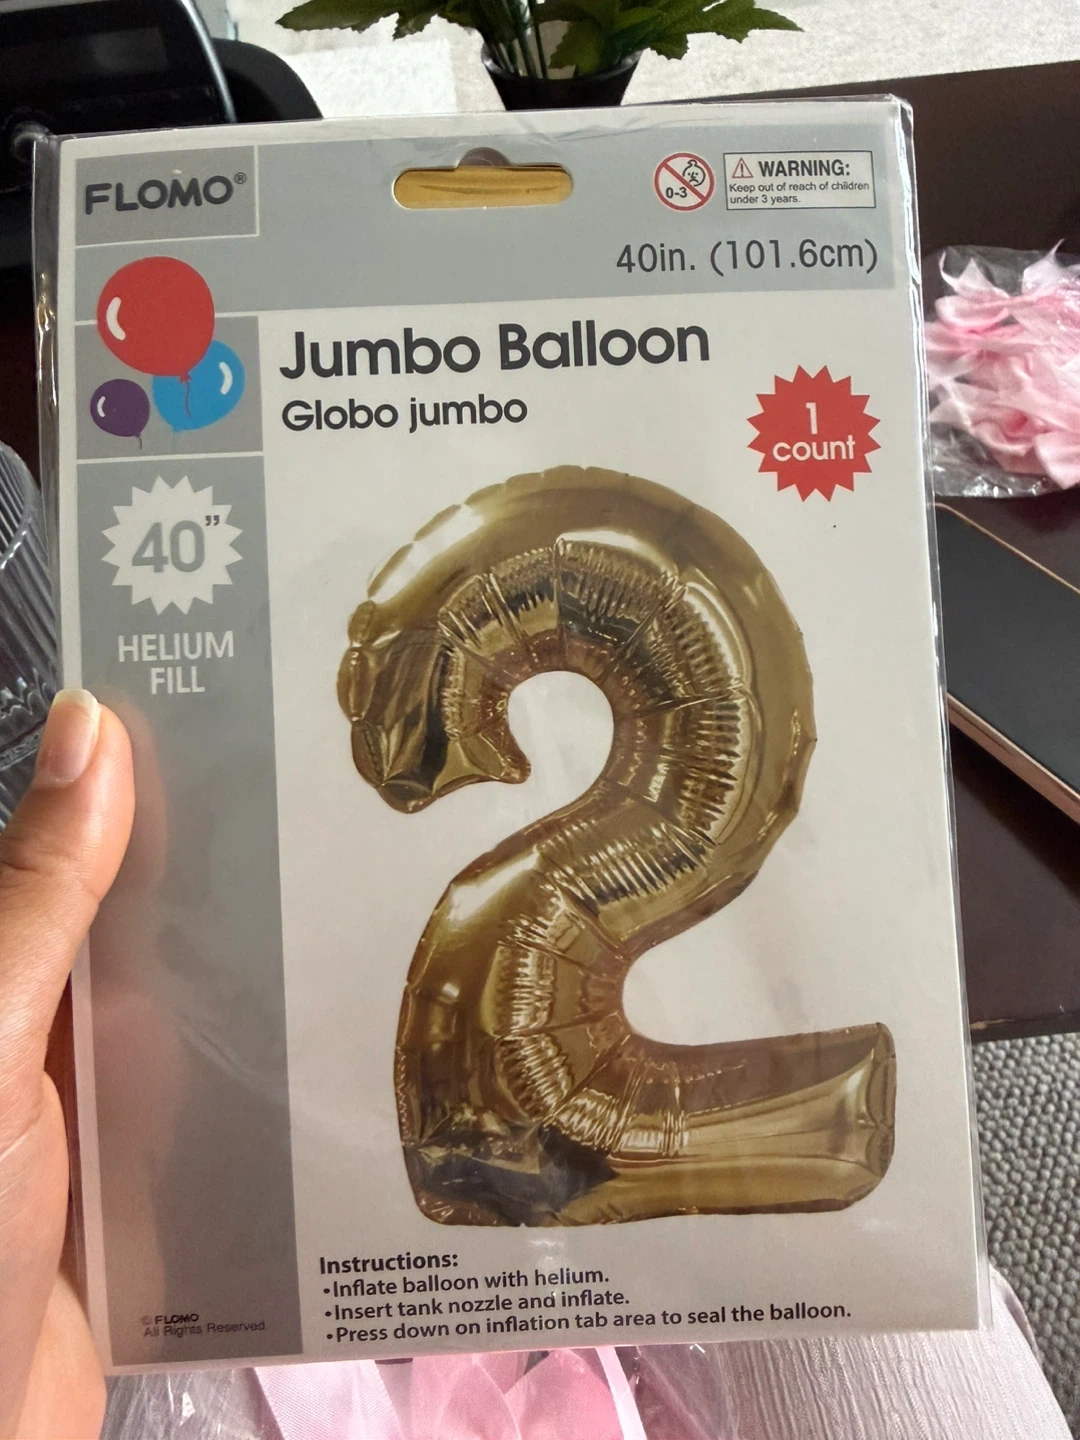 FLOMO®
0-3
WARNING:
Keep out of reach of children
under 3 years.
40in. (101.6cm)
Jumbo Balloon
Globo jumbo
1
count
40”
HELIUM
FILL
Instructions:
•Inflate balloon with helium.
•Insert tank nozzle and inflate.
•Press down on inflation tab area to seal the balloon.
© FLOMO
All Rights Reserved.